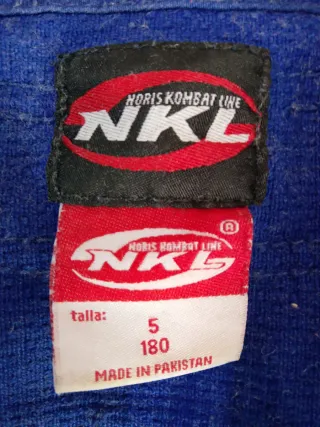 NORIS KOMBAT LINE
NKL
®
NORIS KOMBAT LINE
NKL
talla:
5
180
MADE IN PAKISTAN